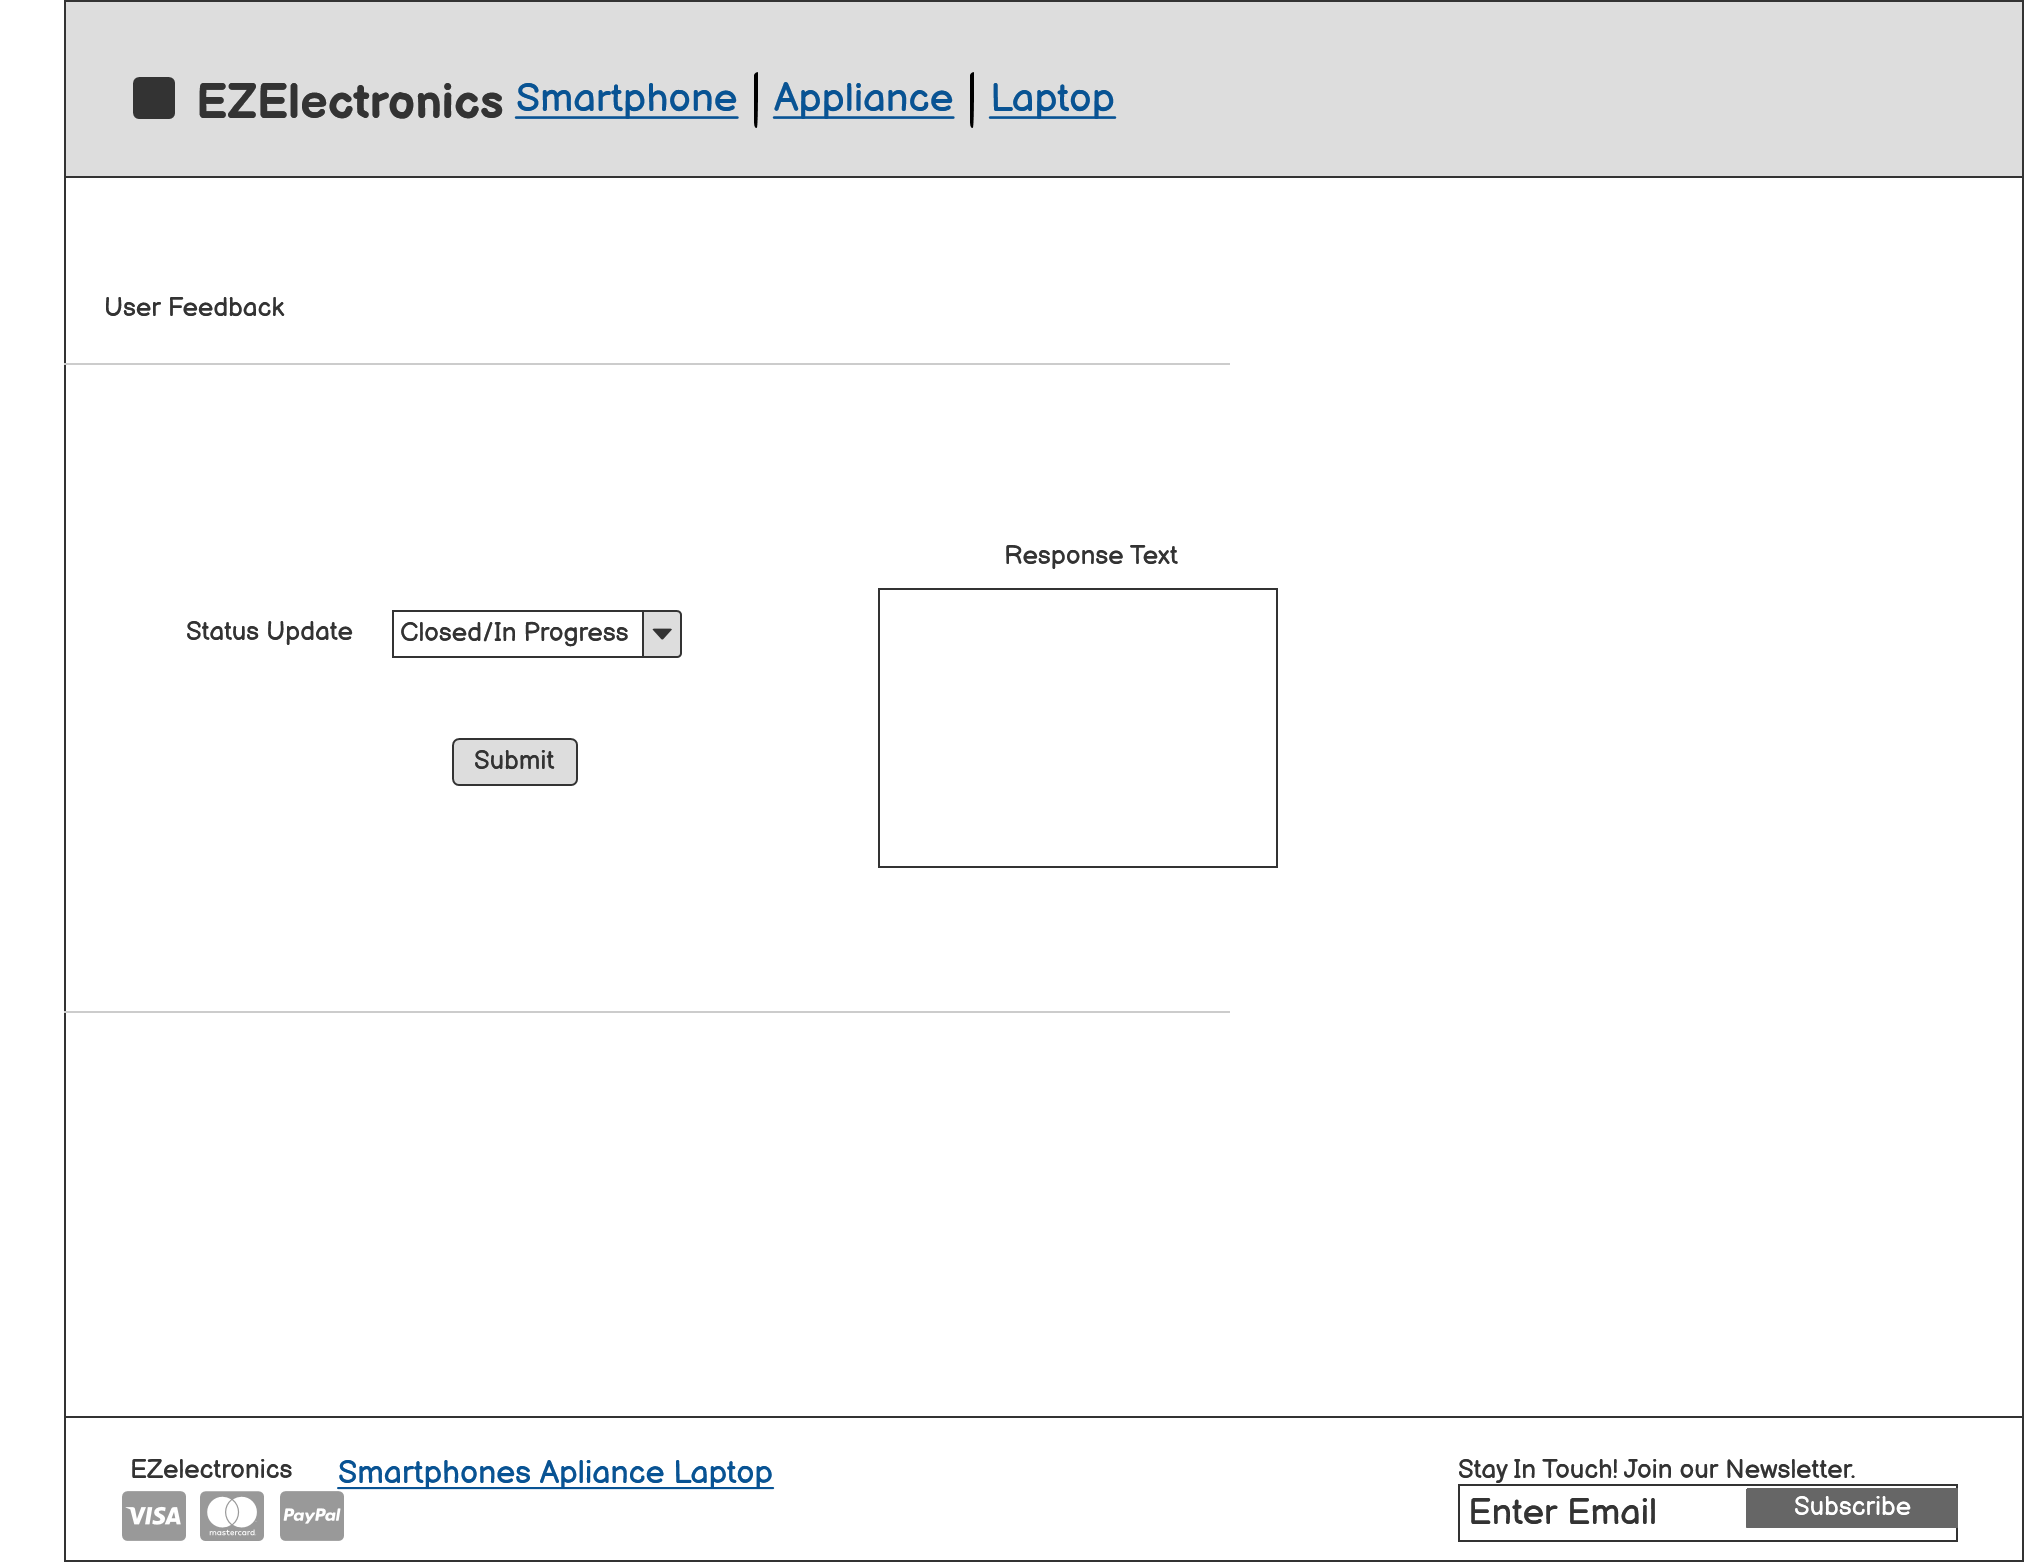 EZElectronics Smartphone Appliance Laptop
User Feedback
Response Text
Status Update Closed/In Progress
Submit
EZelectronics Smartphones Apliance Laptop
VISA mastercard PayPal
Stay In Touch! Join our Newsletter.
Enter Email Subscribe